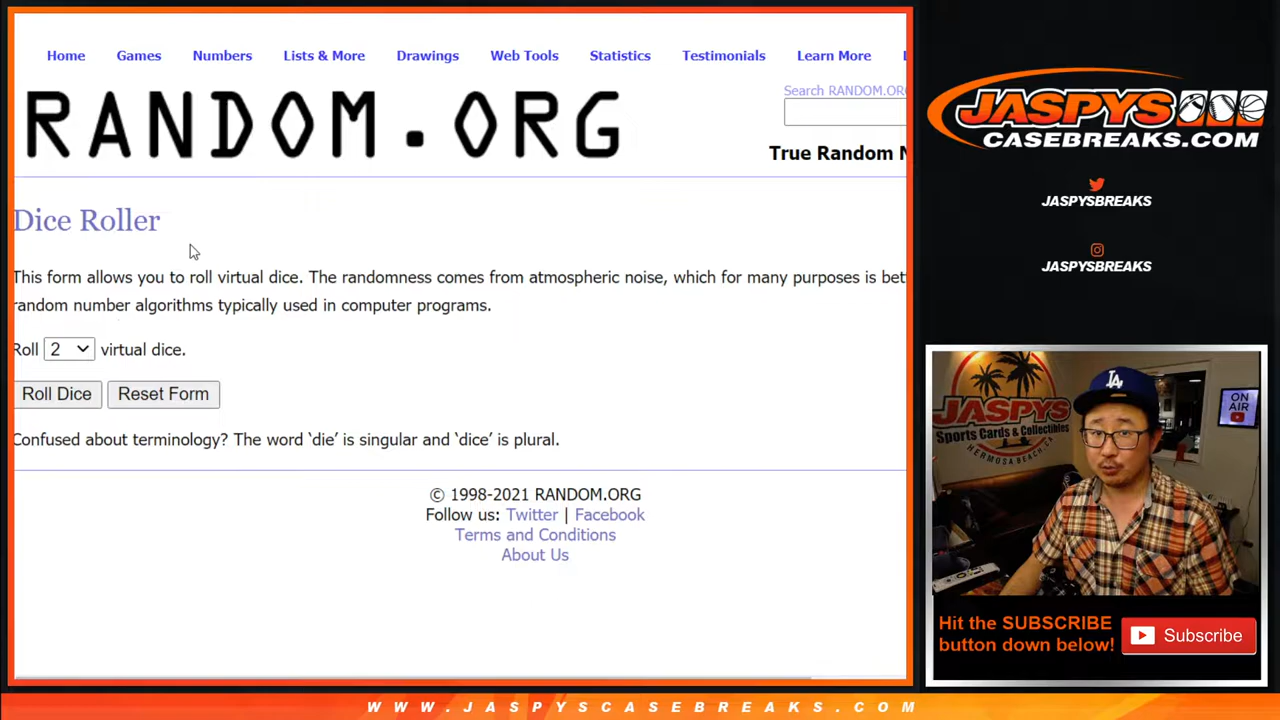 Home Games Numbers Lists & More Drawings Web Tools Statistics Testimonials Learn More
RANDOM.ORG
Search RANDOM.OR
True Random
Dice Roller
This form allows you to roll virtual dice. The randomness comes from atmospheric noise, which for many purposes is
random number algorithms typically used in computer programs.
Roll 2 virtual dice.
Roll Dice Reset Form
Confused about terminology? The word ‘die’ is singular and ‘dice’ is plural.
© 1998-2021 RANDOM.ORG
Follow us: Twitter | Facebook
Terms and Conditions
About Us
JASPYS
CASEBREAKS.COM
JASPYSBREAKS
JASPYSBREAKS
JASPYS
Sports Cards & Collectibles
HERMOSA BEACH, CA
LA
ON
AIR
Hit the SUBSCRIBE
button down below!
Subscribe
WWW.JASPYSCASEBREAKS.COM